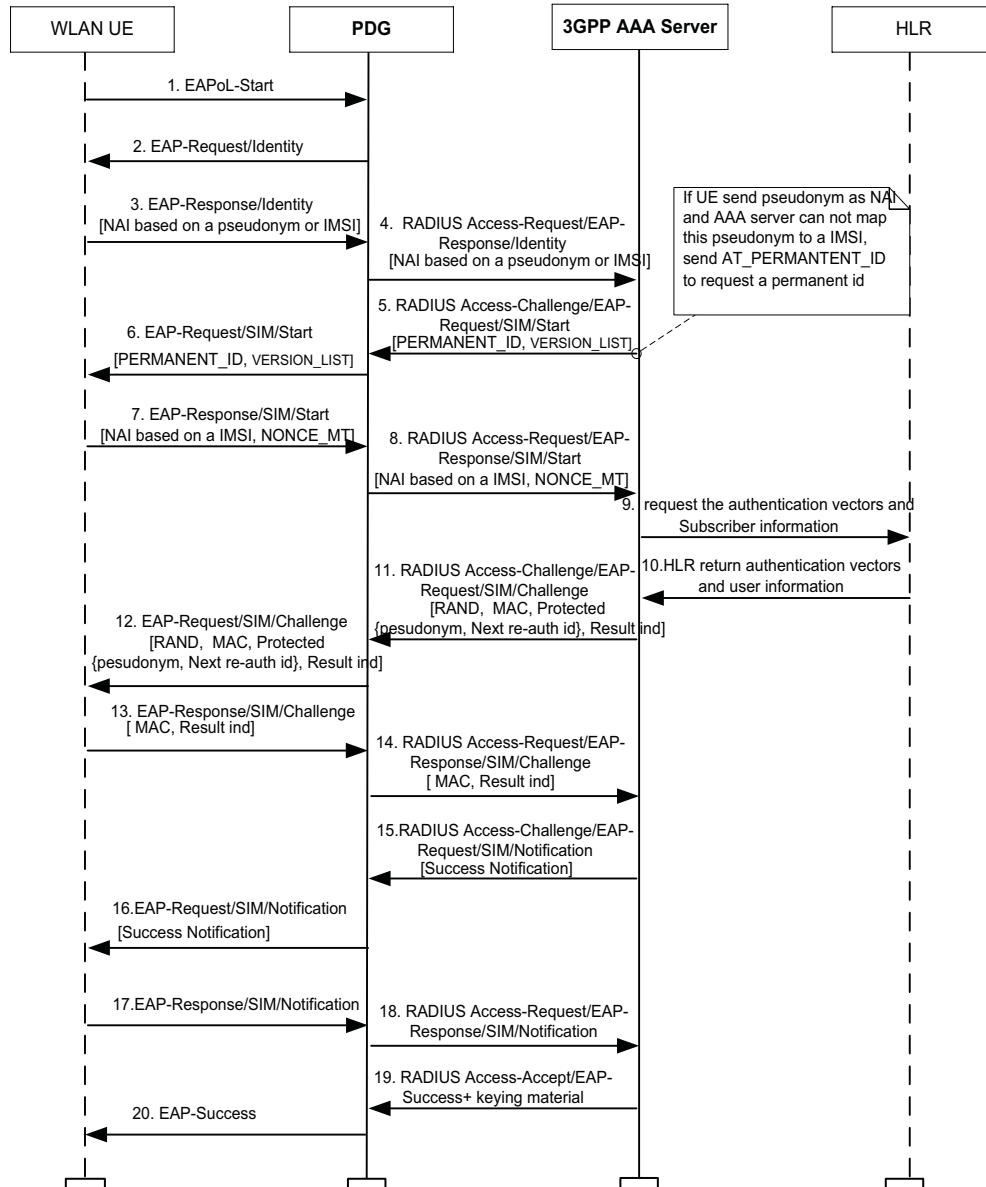 WLAN UE
PDG
3GPP AAA Server
HLR
1. EAPoL-Start
2. EAP-Request/Identity
3. EAP-Response/Identity
[NAI based on a pseudonym or IMSI]
4. RADIUS Access-Request/EAP-
Response/Identity
[NAI based on a pseudonym or IMSI]
If UE send pseudonym as NAI
and AAA server can not map
this pseudonym to a IMSI,
send AT_PERMANTENT_ID
to request a permanent id
5. RADIUS Access-Challenge/EAP-
Request/SIM/Start
[PERMANENT_ID, VERSION_LIST]
6. EAP-Request/SIM/Start
[PERMANENT_ID, VERSION_LIST]
7. EAP-Response/SIM/Start
[NAI based on a IMSI, NONCE_MT]
8. RADIUS Access-Request/EAP-
Response/SIM/Start
[NAI based on a IMSI, NONCE_MT]
9. request the authentication vectors and
Subscriber information
10.HLR return authentication vectors
and user information
11. RADIUS Access-Challenge/EAP-
Request/SIM/Challenge
[RAND, MAC, Protected
{pesudonym, Next re-auth id}, Result ind]
12. EAP-Request/SIM/Challenge
[RAND, MAC, Protected
{pesudonym, Next re-auth id}, Result ind]
13. EAP-Response/SIM/Challenge
[ MAC, Result ind]
14. RADIUS Access-Request/EAP-
Response/SIM/Challenge
[ MAC, Result ind]
15.RADIUS Access-Challenge/EAP-
Request/SIM/Notification
[Success Notification]
16.EAP-Request/SIM/Notification
[Success Notification]
17.EAP-Response/SIM/Notification
18. RADIUS Access-Request/EAP-
Response/SIM/Notification
19. RADIUS Access-Accept/EAP-
Success+ keying material
20. EAP-Success